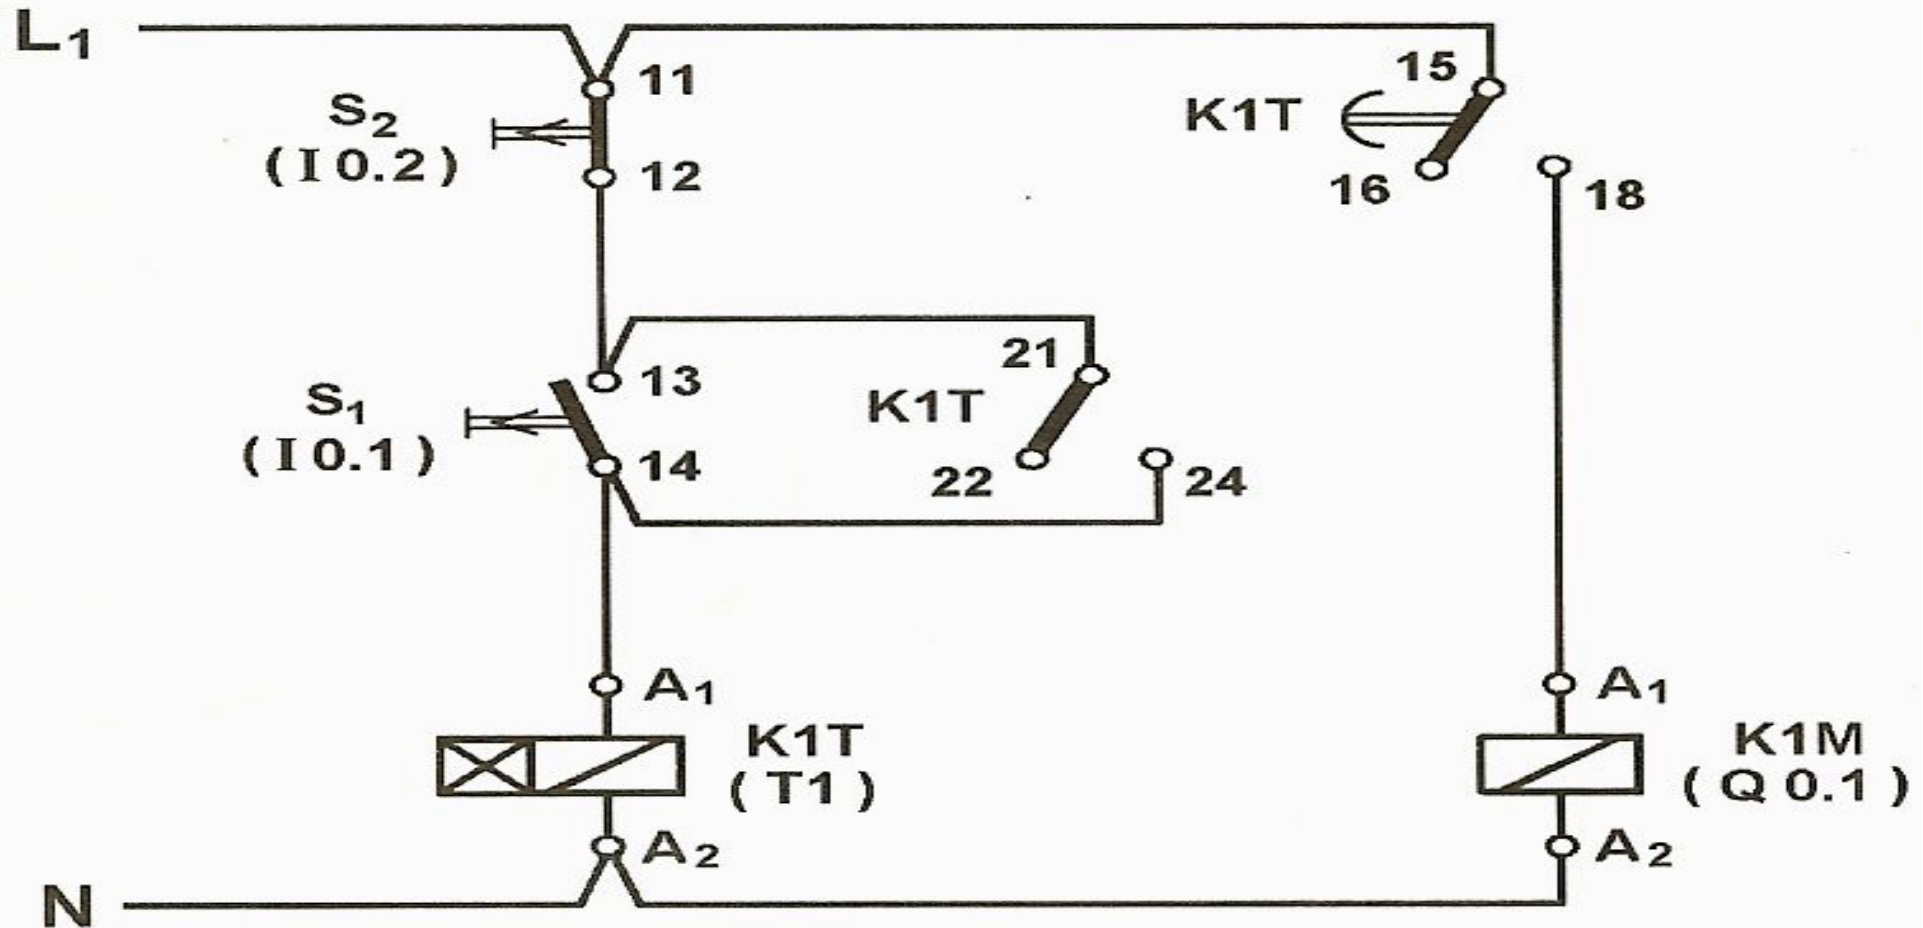 L1
11
S2
(I 0.2)
12
15
K1T
16
18
13
S1
(I 0.1)
14
21
K1T
22
24
A1
K1T
(T1)
A2
A1
K1M
(Q 0.1)
A2
N